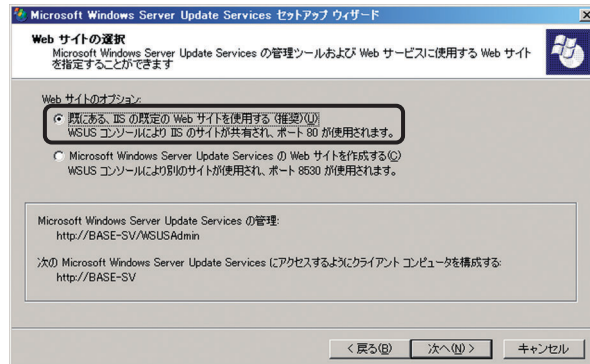 Microsoft Windows Server Update Services セットアップ ウィザード
Web サイトの選択
Microsoft Windows Server Update Services の管理ツールおよび Web サービスに使用する Web サイト
を指定することができます
Web サイトのオプション:
既にある、IIS の既定の Web サイトを使用する (推奨)(U)
WSUS コンソールにより IIS のサイトが共有され、ポート 80 が使用されます。
Microsoft Windows Server Update Services の Web サイトを作成する(C)
WSUS コンソールにより別のサイトが使用され、ポート 8530 が使用されます。
Microsoft Windows Server Update Services の管理:
http://BASE-SV/WSUSAdmin
次の Microsoft Windows Server Update Services にアクセスするようにクライアント コンピュータを構成する:
http://BASE-SV
< 戻る(B) 次へ(N) > キャンセル